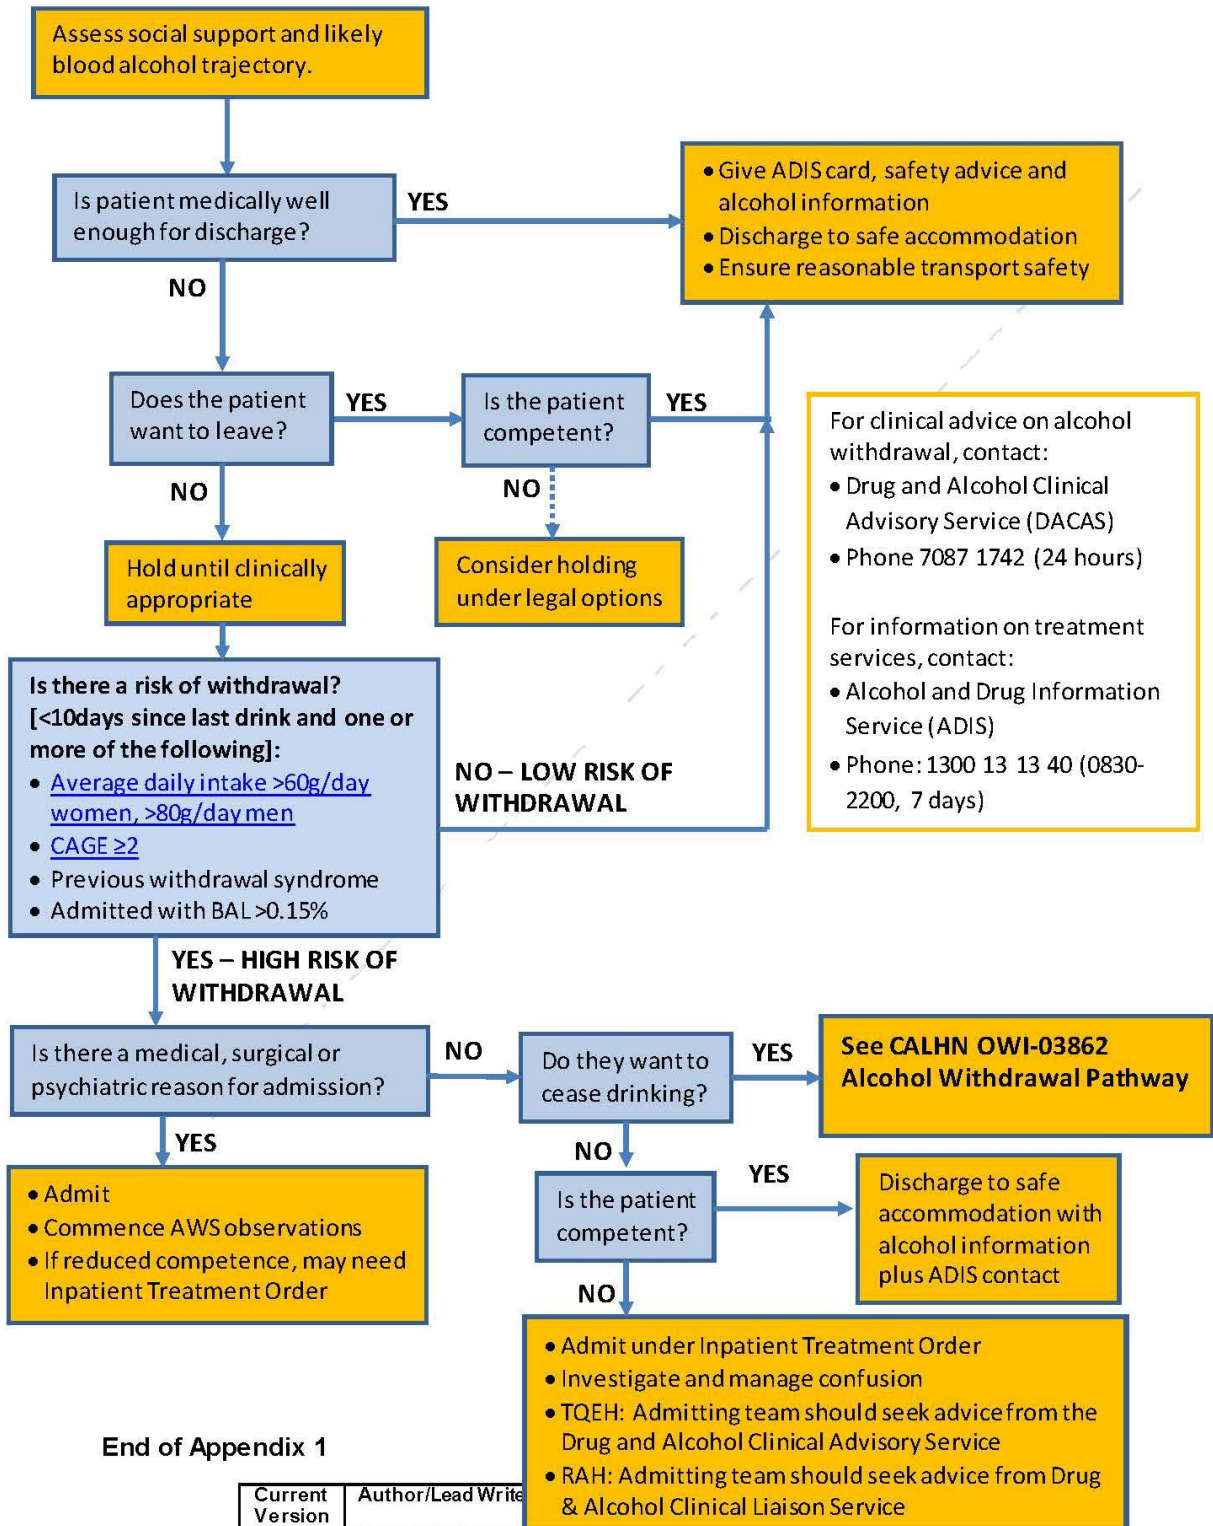 Assess social support and likely
blood alcohol trajectory.
Is patient medically well
enough for discharge?
YES
• Give ADIS card, safety advice and
alcohol information
• Discharge to safe accommodation
• Ensure reasonable transport safety
NO
Does the patient
want to leave?
YES
Is the patient
competent?
YES
NO
NO
Hold until clinically
appropriate
Consider holding
under legal options
For clinical advice on alcohol
withdrawal, contact:
• Drug and Alcohol Clinical
Advisory Service (DACAS)
• Phone 7087 1742 (24 hours)
For information on treatment
services, contact:
• Alcohol and Drug Information
Service (ADIS)
• Phone: 1300 13 13 40 (0830-
2200, 7 days)
Is there a risk of withdrawal?
[<10days since last drink and one or
more of the following]:
• Average daily intake >60g/day
women, >80g/day men
• CAGE ≥2
• Previous withdrawal syndrome
• Admitted with BAL >0.15%
NO – LOW RISK OF
WITHDRAWAL
YES – HIGH RISK OF
WITHDRAWAL
Is there a medical, surgical or
psychiatric reason for admission?
NO
Do they want to
cease drinking?
YES
See CALHN OWI-03862
Alcohol Withdrawal Pathway
YES
• Admit
• Commence AWS observations
• If reduced competence, may need
Inpatient Treatment Order
NO
Is the patient
competent?
YES
Discharge to safe
accommodation with
alcohol information
plus ADIS contact
NO
• Admit under Inpatient Treatment Order
• Investigate and manage confusion
• TQEH: Admitting team should seek advice from the
Drug and Alcohol Clinical Advisory Service
• RAH: Admitting team should seek advice from Drug
& Alcohol Clinical Liaison Service
End of Appendix 1
Current
Version
Author/Lead Write